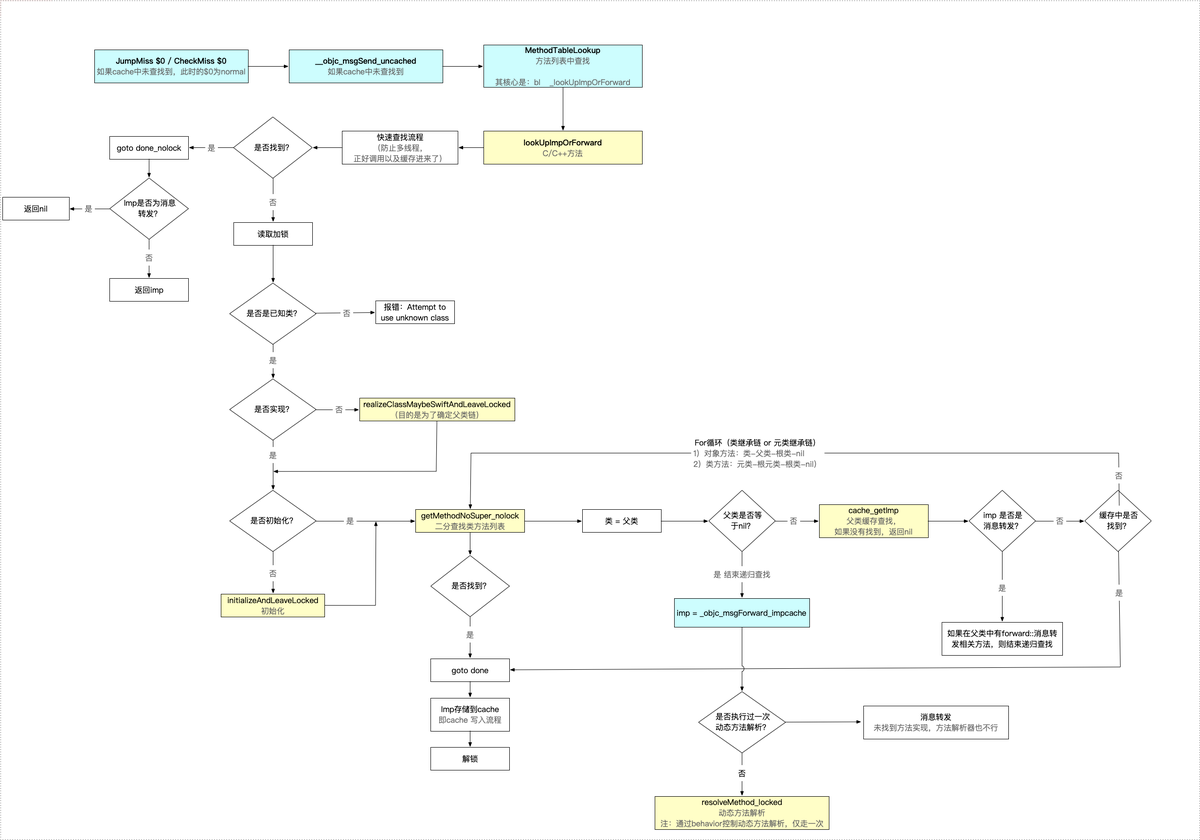 JumpMiss $0 / CheckMiss $0
如果cache中未查找到，此时的$0为normal
__objc_msgSend_uncached
如果cache中未查找到
MethodTableLookup
方法列表中查找
其核心是：bl _lookUpImpOrForward
goto done_nolock
是
是否找到?
快速查找流程
（防止多线程，
正好调用以及缓存进来了）
lookUpImpOrForward
C/C++方法
返回nil
是
Imp是否为消息
转发?
否
否
读取加锁
返回imp
是否是已知类?
否
报错：Attempt to
use unknown class
是
是否实现?
否
realizeClassMaybeSwiftAndLeaveLocked
（目的是为了确定父类链）
是
For循环（类继承链 or 元类继承链）
1）对象方法：类-父类-根类-nil
2）类方法：元类-根元类-根类-nil)
否
是否初始化?
是
getMethodNoSuper_nolock
二分查找类方法列表
类 = 父类
父类是否等
于nil?
否
cache_getImp
父类缓存查找，
如果没有找到，返回nil
imp 是否是
消息转发?
否
缓存中是否
找到?
否
是否找到?
是 结束递归查找
是
是
initializeAndLeaveLocked
初始化
imp = _objc_msgForward_impcache
是
如果在父类中有forward::消息转
发相关方法，则结束递归查找
goto done
Imp存储到cache
即cache 写入流程
是否执行过一次
动态方法解析?
消息转发
未找到方法实现，方法解析器也不行
解锁
否
resolveMethod_locked
动态方法解析
注：通过behavior控制动态方法解析，仅走一次